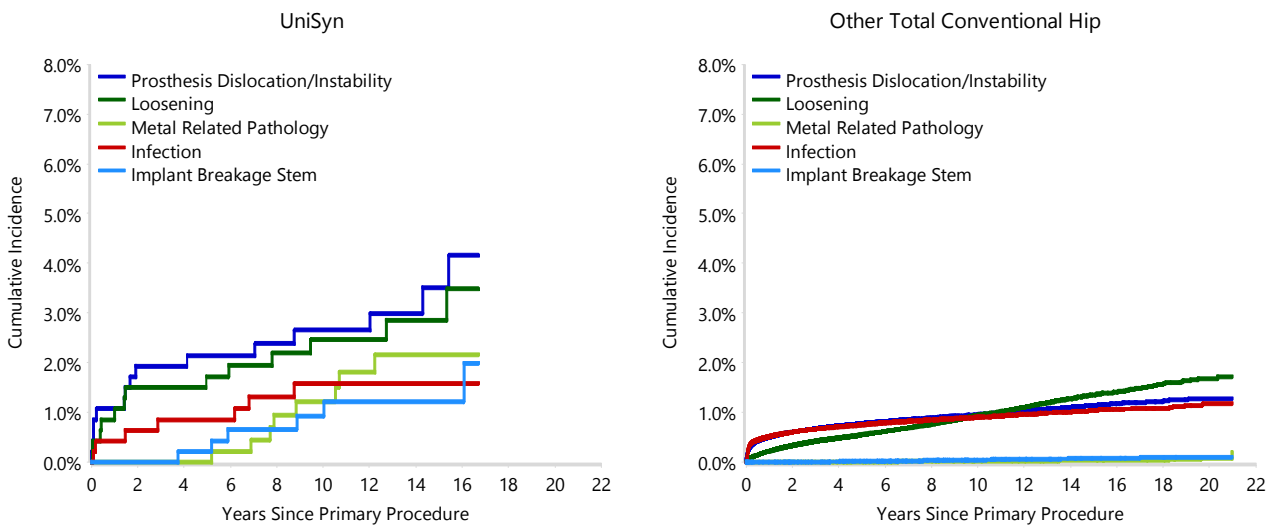 UniSyn
8.0%
7.0%
6.0%
5.0%
4.0%
3.0%
2.0%
1.0%
0.0%
Cumulative Incidence
Prosthesis Dislocation/Instability
Loosening
Metal Related Pathology
Infection
Implant Breakage Stem
0 2 4 6 8 10 12 14 16 18 20 22
Years Since Primary Procedure
Other Total Conventional Hip
8.0%
7.0%
6.0%
5.0%
4.0%
3.0%
2.0%
1.0%
0.0%
Cumulative Incidence
Prosthesis Dislocation/Instability
Loosening
Metal Related Pathology
Infection
Implant Breakage Stem
0 2 4 6 8 10 12 14 16 18 20 22
Years Since Primary Procedure